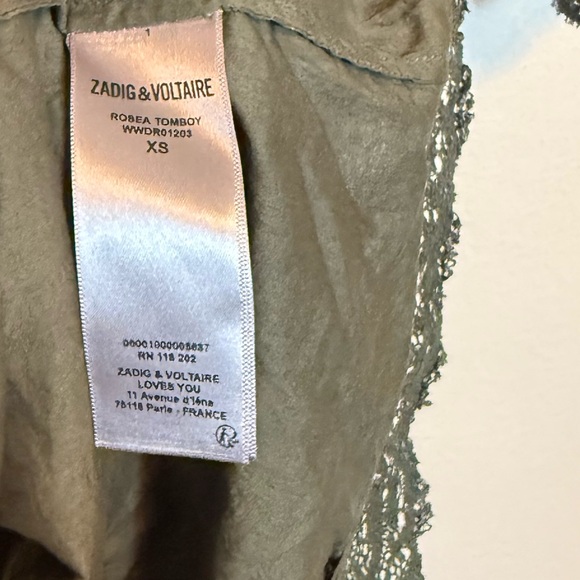 1
ZADIG & VOLTAIRE
ROSEA TOMBOY
WWDR01203
XS
RN 118 202
ZADIG & VOLTAIRE
LOVES YOU
11 Avenue d'Iéna
75116 Paris - FRANCE